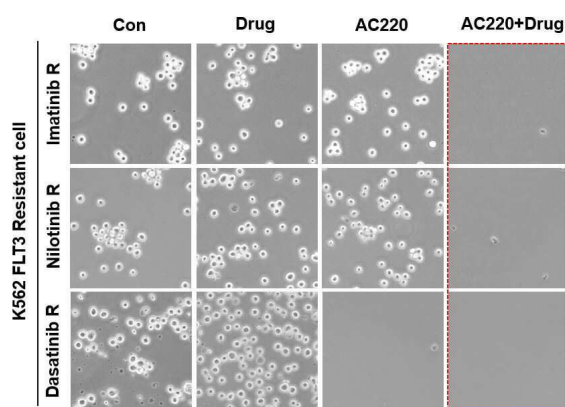 Con Drug AC220 AC220+Drug
K562 FLT3 Resistant cell
Imatinib R
Nilotinib R
Dasatinib R